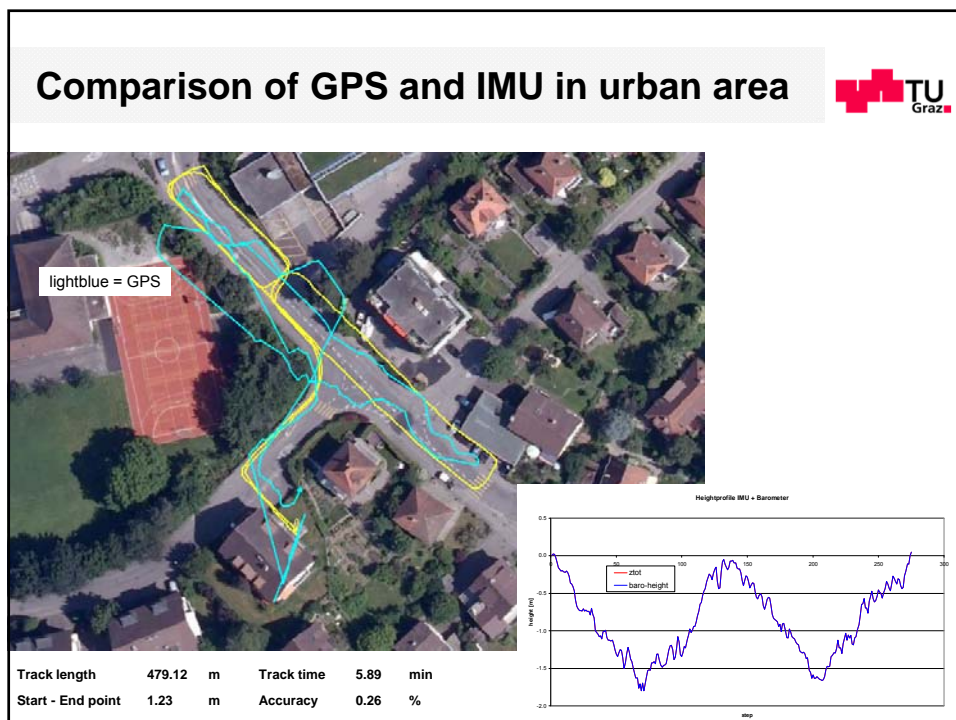 Comparison of GPS and IMU in urban area
TU
Graz
lightblue = GPS
Heightprofile IMU + Barometer
0.5
0.0
-0.5
-1.0
-1.5
-2.0
0 50 100 150 200 250 300
ztot
baro-height
height [m]
step
Track length 479.12 m Track time 5.89 min
Start - End point 1.23 m Accuracy 0.26 %